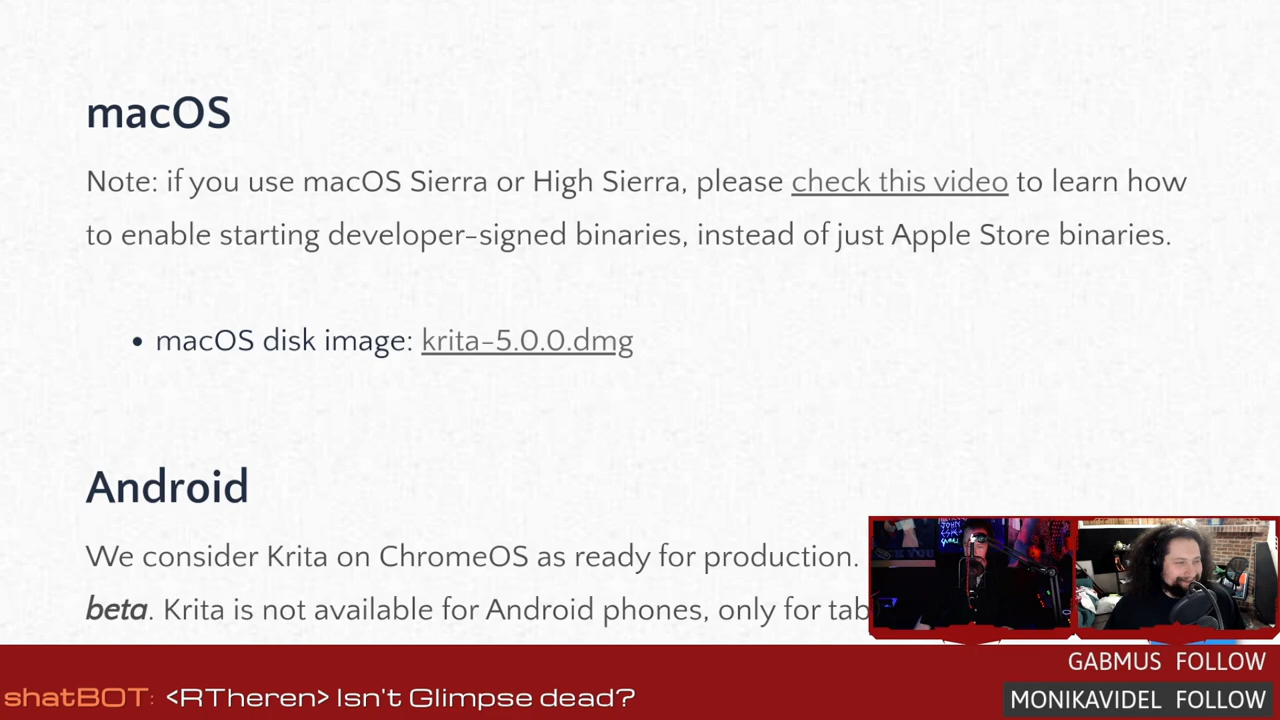 macOS
Note: if you use macOS Sierra or High Sierra, please check this video to learn how
to enable starting developer-signed binaries, instead of just Apple Store binaries.
• macOS disk image: krita-5.0.0.dmg
Android
We consider Krita on ChromeOS as ready for production.
beta. Krita is not available for Android phones, only for tab
GABMUS FOLLOW
shatBOT: <RTheren> Isn't Glimpse dead?
MONIKAVIDEL FOLLOW